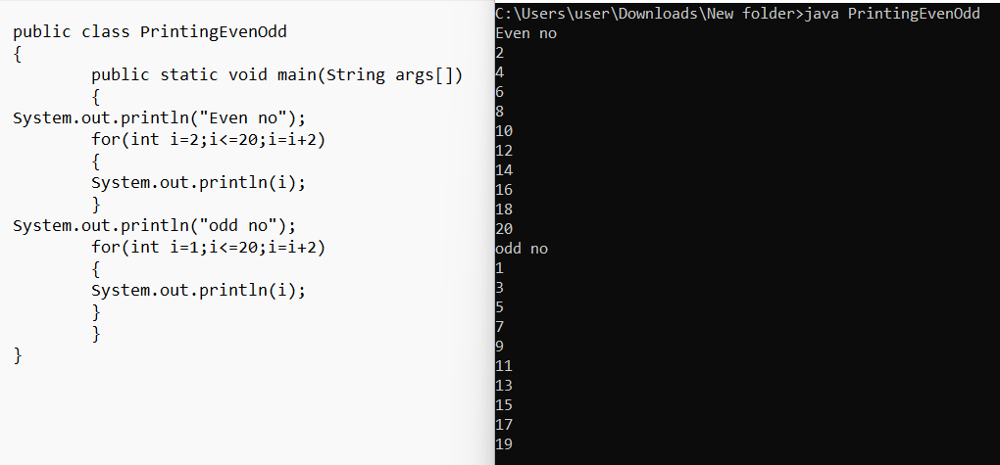 public class PrintingEvenOdd
{
public static void main(String args[])
{
System.out.println("Even no");
for(int i=2;i<=20;i=i+2)
{
System.out.println(i);
}
System.out.println("odd no");
for(int i=1;i<=20;i=i+2)
{
System.out.println(i);
}
}
}
C:\Users\user\Downloads\New folder>java PrintingEvenOdd
Even no
2
4
6
8
10
12
14
16
18
20
odd no
1
3
5
7
9
11
13
15
17
19